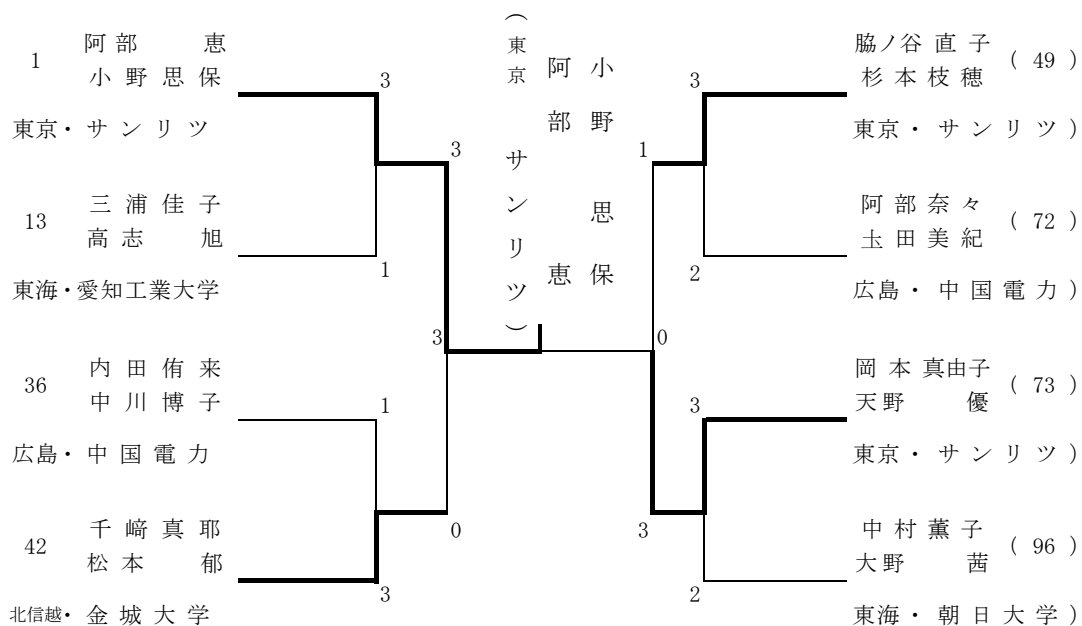 1
阿部　恵
小野思保
東京・サンリツ
13
三浦佳子
高志　旭
東海・愛知工業大学
36
内田侑来
中川博子
広島・中国電力
42
千﨑真耶
松本　郁
北信越・金城大学
3
1
1
3
3
0
3
（東京　サンリツ）
阿部　恵
小野　思保
0
1
3
3
2
3
2
脇ノ谷直子
杉本枝穂
( 49 )
東京・サンリツ )
阿部奈々
圡田美紀
( 72 )
広島・中国電力 )
岡本真由子
天野　優
( 73 )
東京・サンリツ )
中村薫子
大野　茜
( 96 )
東海・朝日大学 )